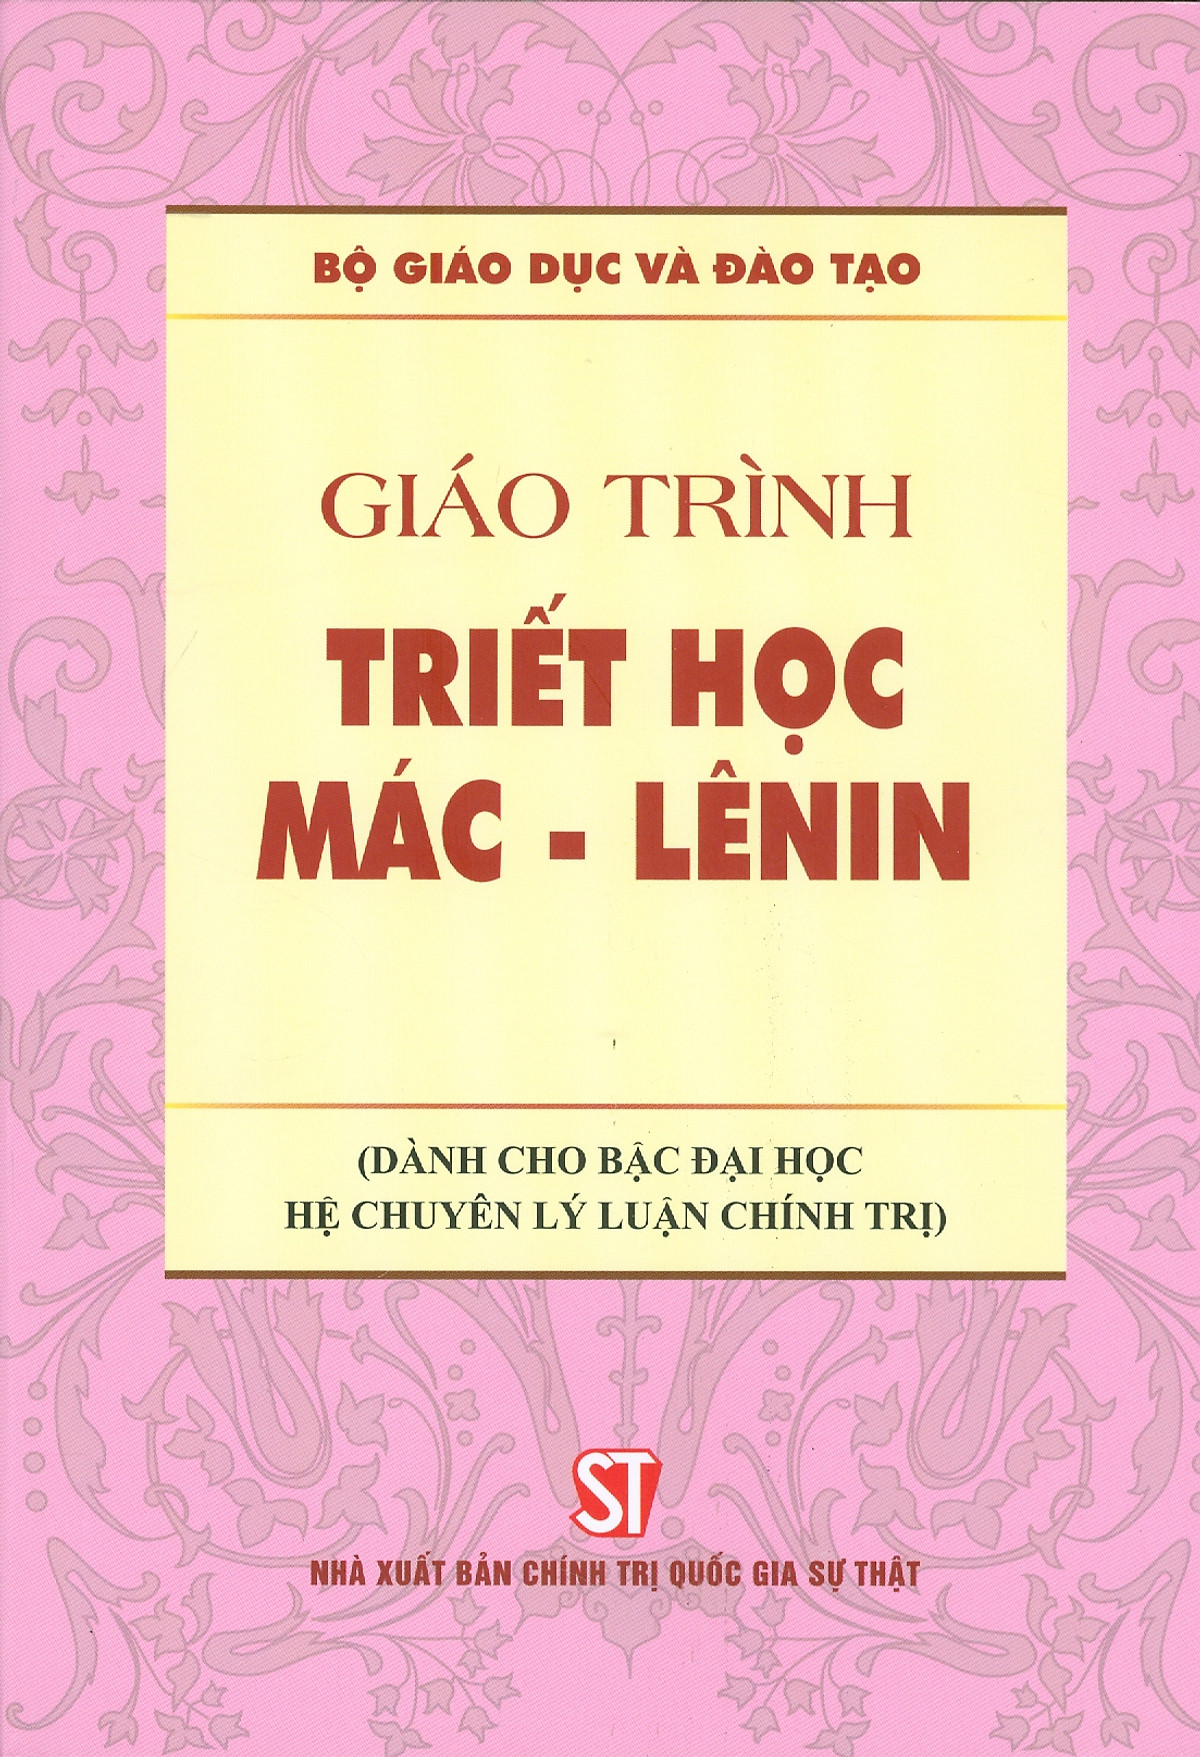 BỘ GIÁO DỤC VÀ ĐÀO TẠO
GIÁO TRÌNH
TRIẾT HỌC
MÁC - LÊNIN
(DÀNH CHO BẬC ĐẠI HỌC
HỆ CHUYÊN LÝ LUẬN CHÍNH TRỊ)
ST
NHÀ XUẤT BẢN CHÍNH TRỊ QUỐC GIA SỰ THẬT